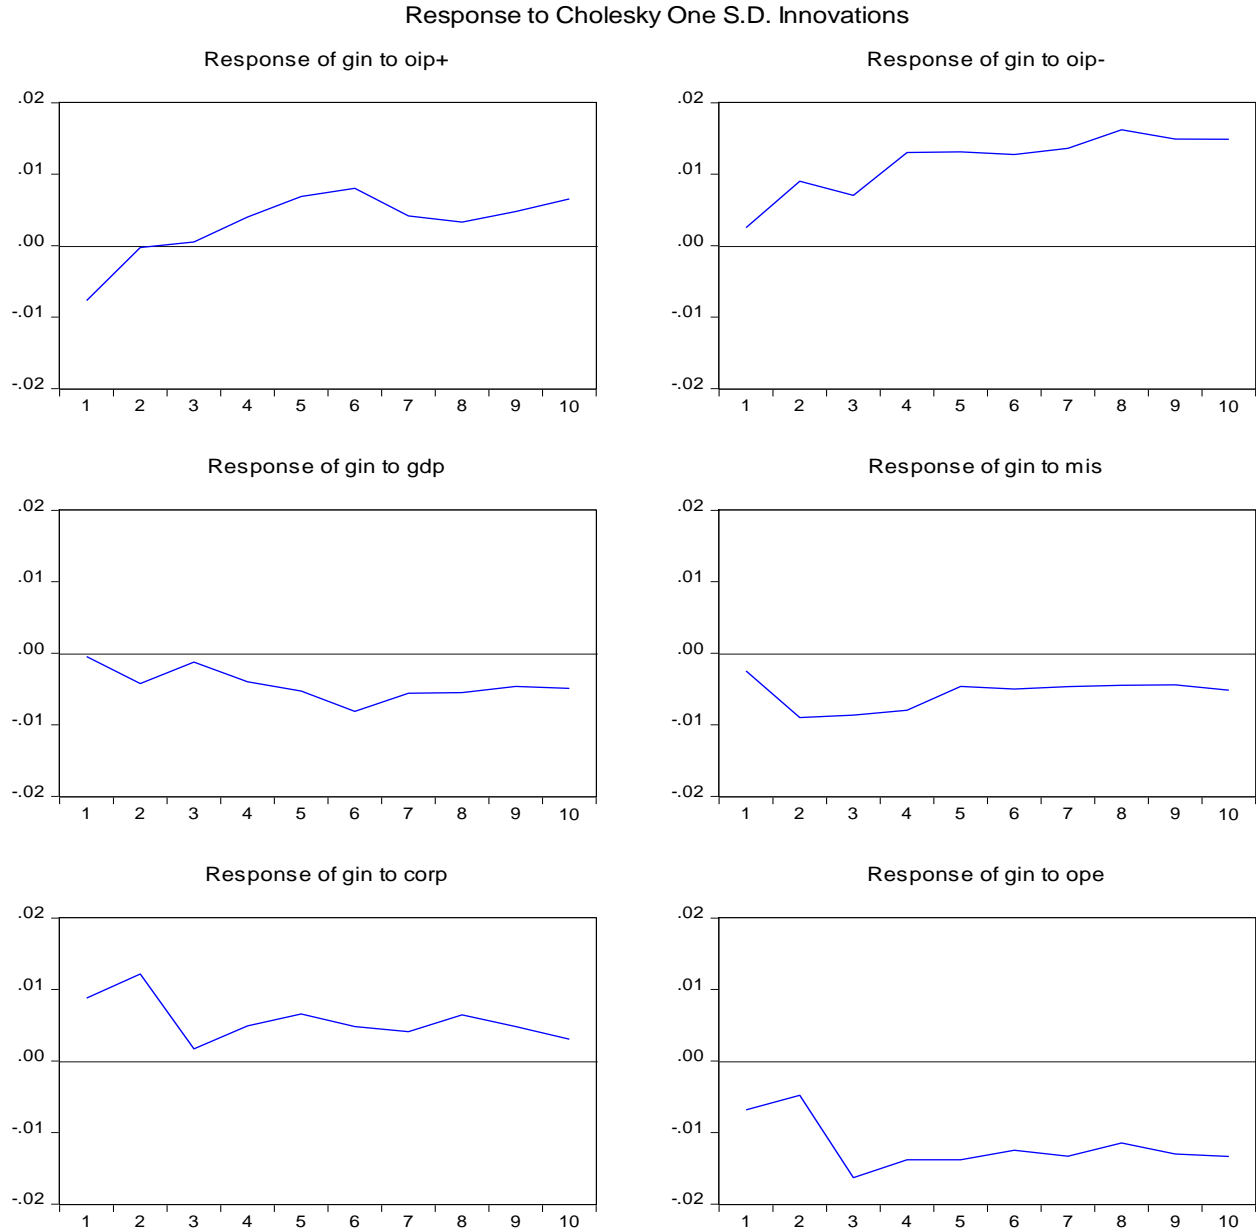 Response to Cholesky One S.D. Innovations
Response of gin to oip+
.02
.01
.00
-.01
-.02
1 2 3 4 5 6 7 8 9 10
Response of gin to oip-
.02
.01
.00
-.01
-.02
1 2 3 4 5 6 7 8 9 10
Response of gin to gdp
.02
.01
.00
-.01
-.02
1 2 3 4 5 6 7 8 9 10
Response of gin to mis
.02
.01
.00
-.01
-.02
1 2 3 4 5 6 7 8 9 10
Response of gin to corp
.02
.01
.00
-.01
-.02
1 2 3 4 5 6 7 8 9 10
Response of gin to ope
.02
.01
.00
-.01
-.02
1 2 3 4 5 6 7 8 9 10